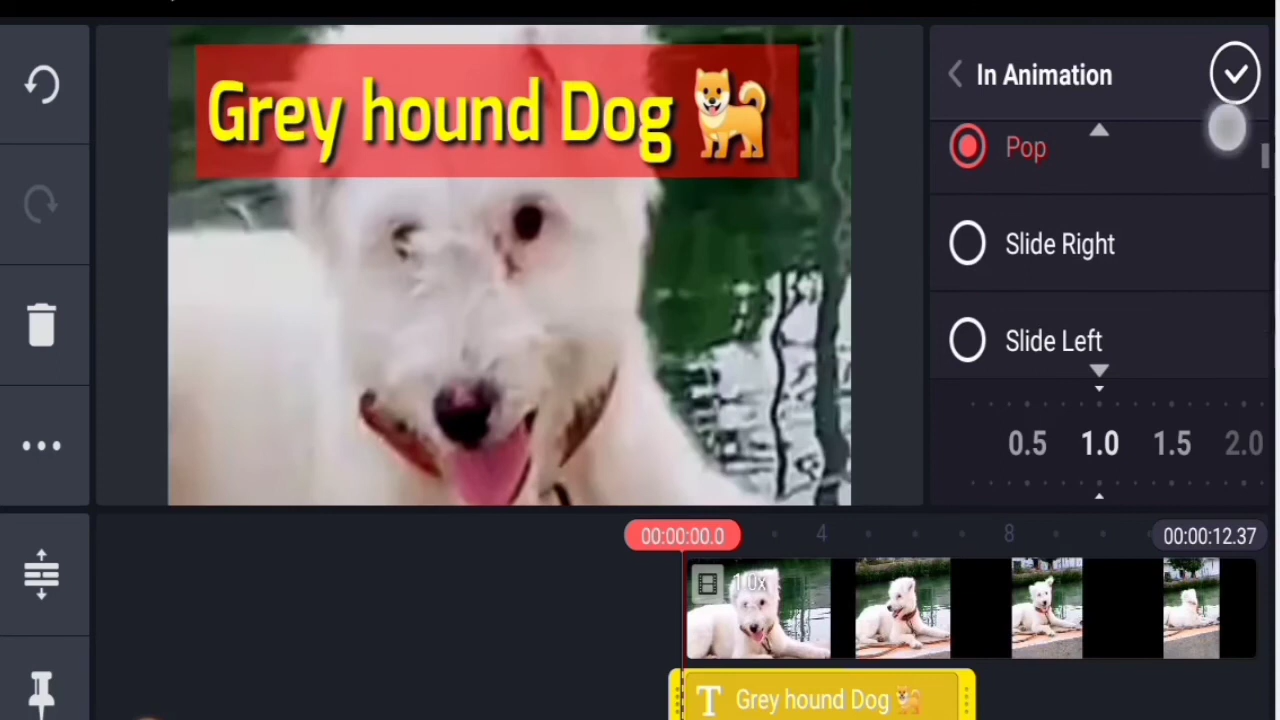 Grey hound Dog 🐕
In Animation
Pop
Slide Right
Slide Left
0.5 1.0 1.5 2.0
00:00:00.0 4 8 00:00:12.37
1.0x
T Grey hound Dog 🐕